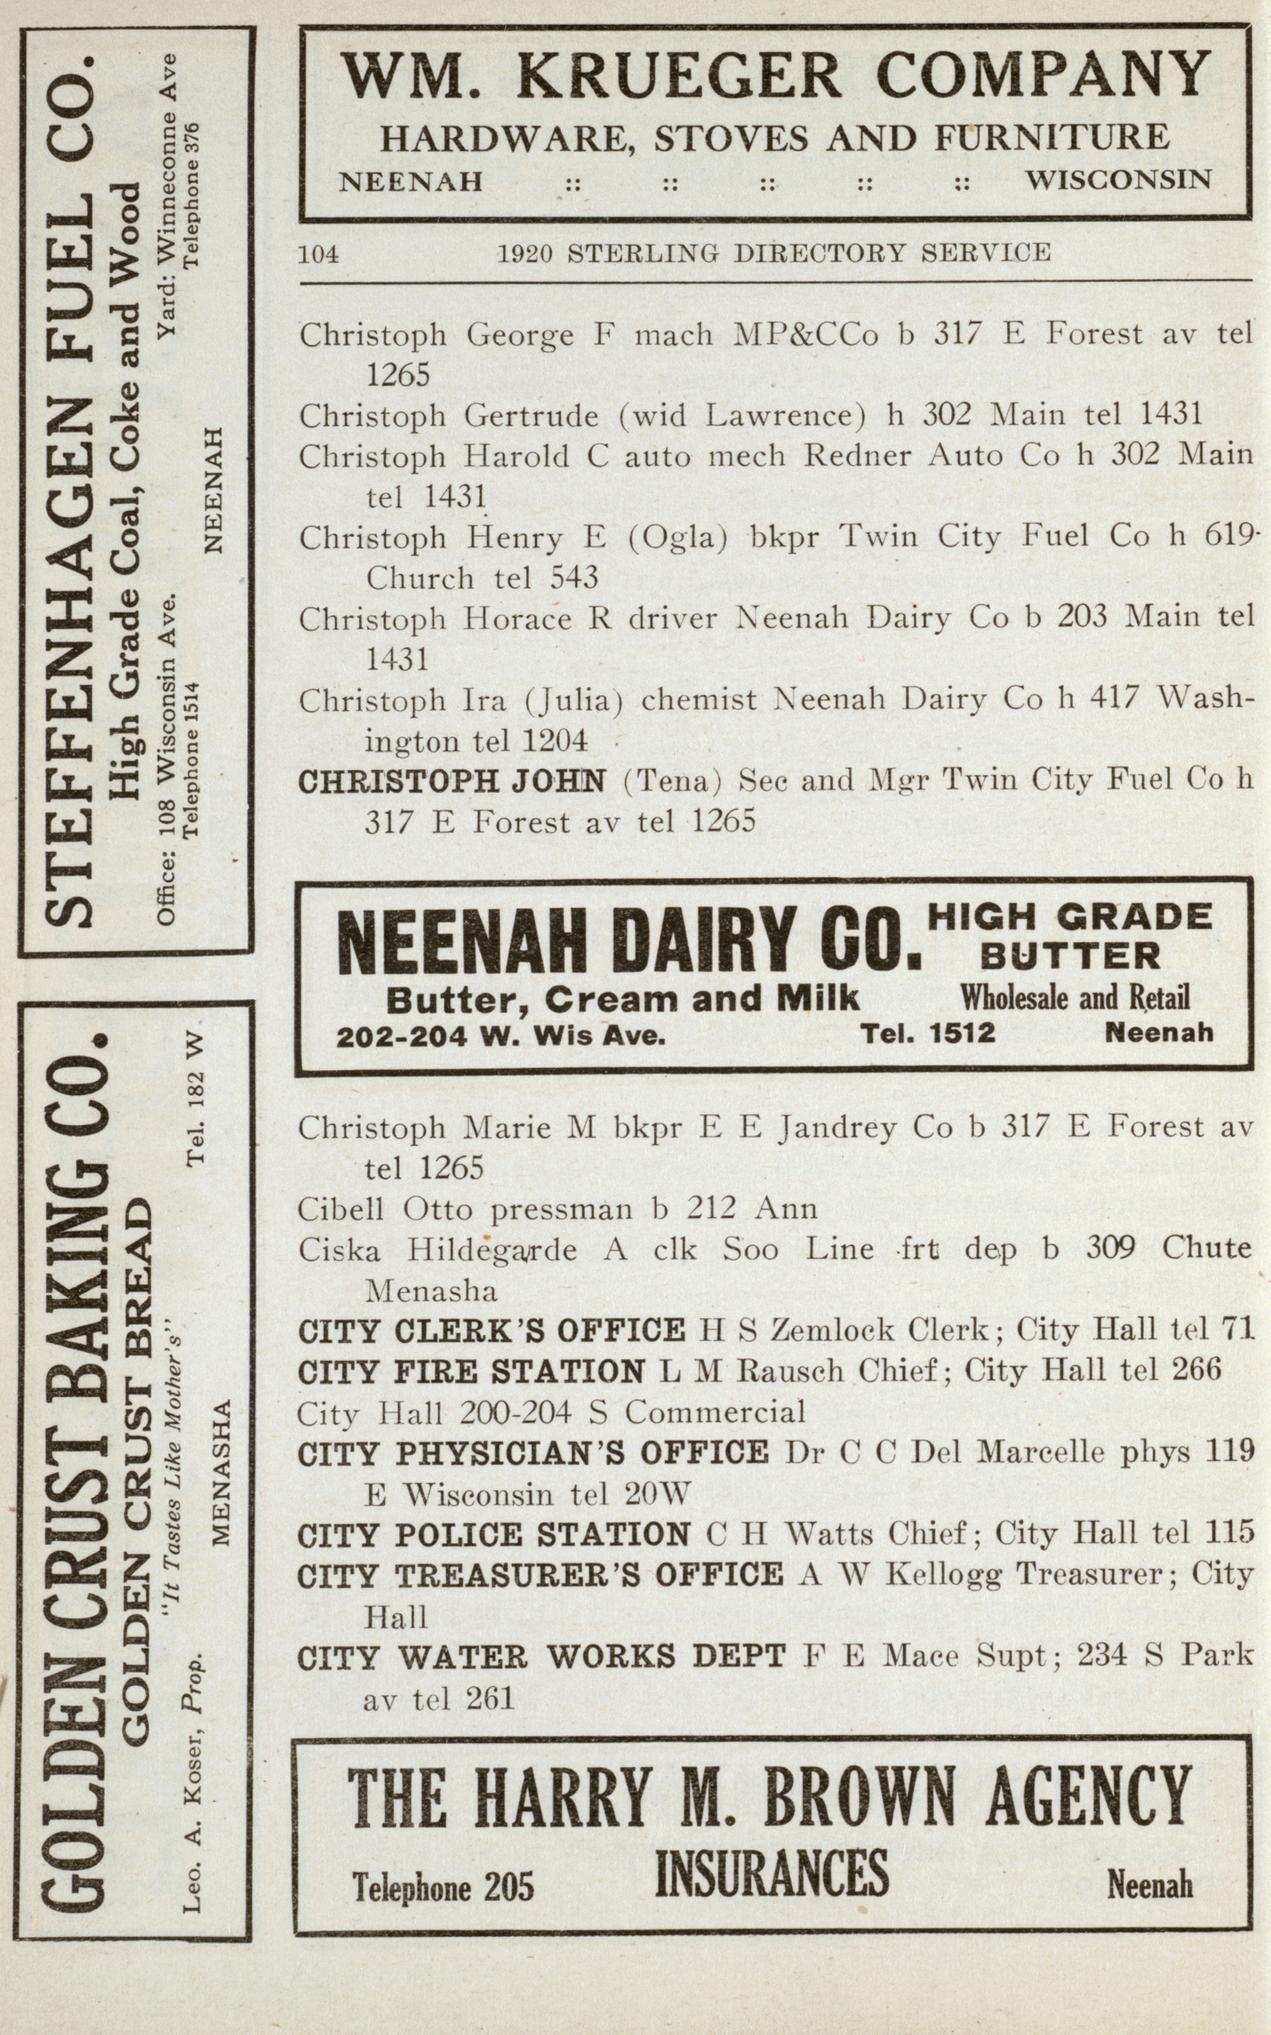 WM. KRUEGER COMPANY
HARDWARE, STOVES AND FURNITURE
NEENAH :: :: :: :: :: WISCONSIN
104 1920 STERLING DIRECTORY SERVICE
Christoph George F mach MP&CCo b 317 E Forest av tel
1265
Christoph Gertrude (wid Lawrence) h 302 Main tel 1431
Christoph Harold C auto mech Redner Auto Co h 302 Main
tel 1431
Christoph Henry E (Ogla) bkpr Twin City Fuel Co h 619
Church tel 543
Christoph Horace R driver Neenah Dairy Co b 203 Main tel
1431
Christoph Ira (Julia) chemist Neenah Dairy Co h 417 Wash-
ington tel 1204
CHRISTOPH JOHN (Tena) Sec and Mgr Twin City Fuel Co h
317 E Forest av tel 1265
NEENAH DAIRY CO. HIGH GRADE
BUTTER
Butter, Cream and Milk Wholesale and Retail
202-204 W. Wis Ave. Tel. 1512 Neenah
Christoph Marie M bkpr E E Jandrey Co b 317 E Forest av
tel 1265
Cibell Otto pressman b 212 Ann
Ciska Hildegarde A clk Soo Line frt dep b 309 Chute
Menasha
CITY CLERK'S OFFICE H S Zemlock Clerk; City Hall tel 71
CITY FIRE STATION L M Rausch Chief; City Hall tel 266
City Hall 200-204 S Commercial
CITY PHYSICIAN'S OFFICE Dr C C Del Marcelle phys 119
E Wisconsin tel 20W
CITY POLICE STATION C H Watts Chief; City Hall tel 115
CITY TREASURER'S OFFICE A W Kellogg Treasurer; City
Hall
CITY WATER WORKS DEPT F E Mace Supt; 234 S Park
av tel 261
THE HARRY M. BROWN AGENCY
Telephone 205 INSURANCES Neenah
STEFFENHAGEN FUEL CO.
High Grade Coal, Coke and Wood
Office: 108 Wisconsin Ave. Yard: Winneconne Ave
Telephone 1514 Telephone 376
NEENAH
GOLDEN CRUST BAKING CO.
GOLDEN CRUST BREAD
"It Tastes Like Mother's"
Leo. A. Koser, Prop. Tel. 182 W
MENASHA